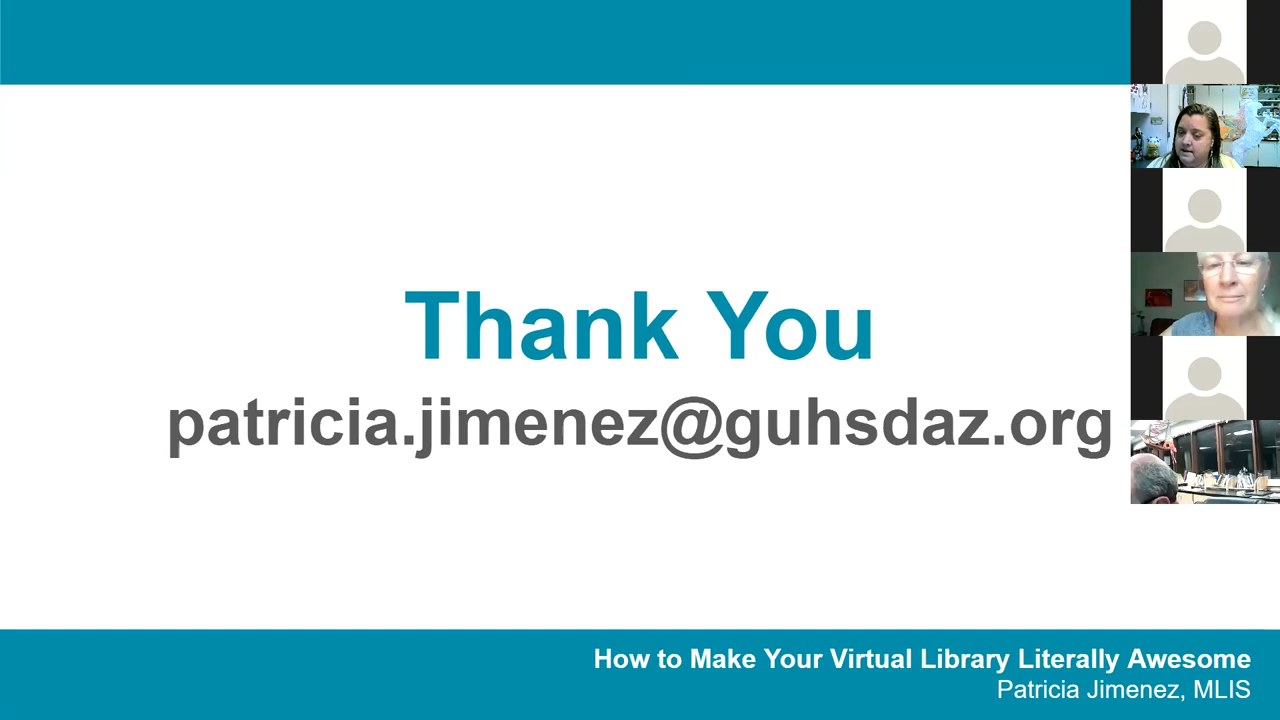 Thank You
patricia.jimenez@guhsdaz.org
How to Make Your Virtual Library Literally Awesome
Patricia Jimenez, MLIS